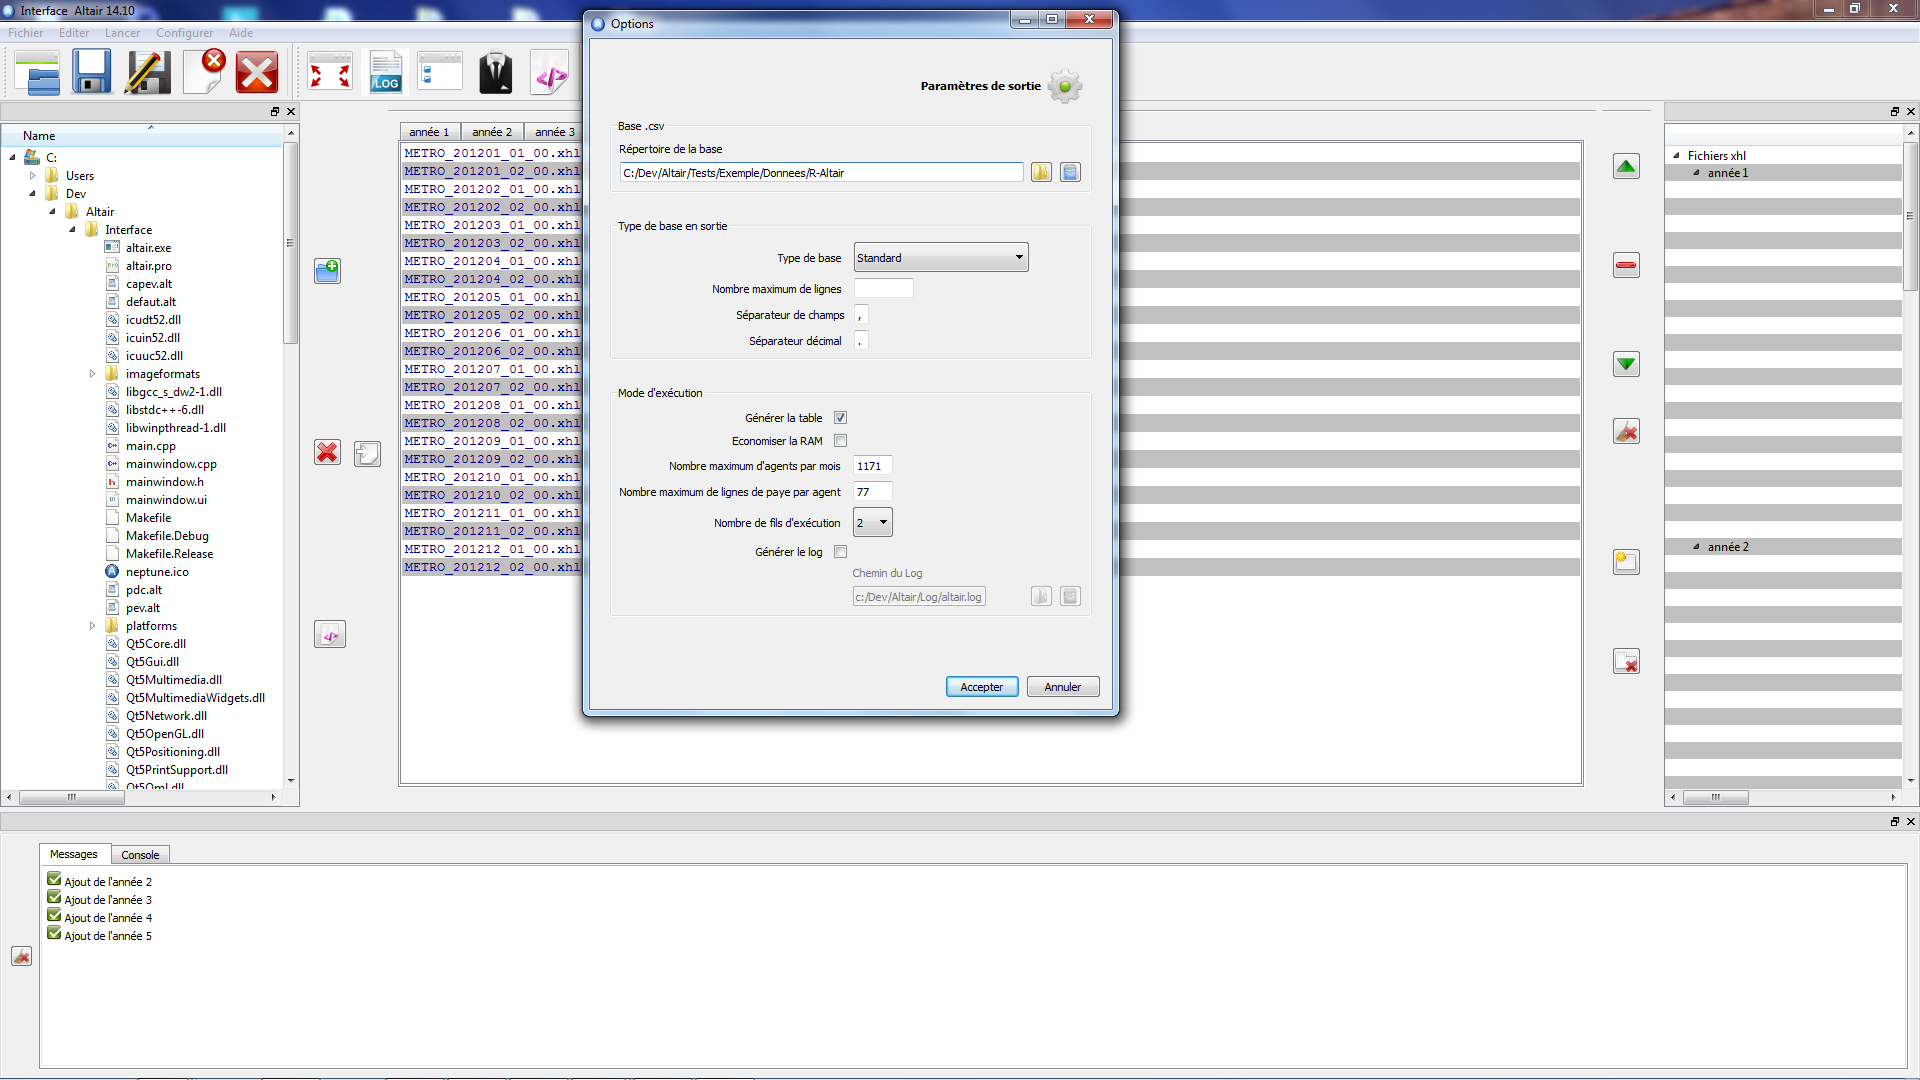 Interface Altair 14.10
Fichier Editer Lancer Configurer Aide
/LOG
Name
C:
Users
Dev
Altair
Interface
altair.exe
altair.pro
capev.alt
defaut.alt
icudt52.dll
icuin52.dll
icuuc52.dll
imageformats
libgcc_s_dw2-1.dll
libstdc++-6.dll
libwinpthread-1.dll
main.cpp
mainwindow.cpp
mainwindow.h
mainwindow.ui
Makefile
Makefile.Debug
Makefile.Release
neptune.ico
pdc.alt
pev.alt
platforms
Qt5Core.dll
Qt5Gui.dll
Qt5Multimedia.dll
Qt5MultimediaWidgets.dll
Qt5Network.dll
Qt5OpenGL.dll
Qt5Positioning.dll
Qt5PrintSupport.dll
Qt5Qml.dll
année 1 année 2 année 3
METRO_201201_01_00.xhl
METRO_201201_02_00.xhl
METRO_201202_01_00.xhl
METRO_201202_02_00.xhl
METRO_201203_01_00.xhl
METRO_201203_02_00.xhl
METRO_201204_01_00.xhl
METRO_201204_02_00.xhl
METRO_201205_01_00.xhl
METRO_201205_02_00.xhl
METRO_201206_01_00.xhl
METRO_201206_02_00.xhl
METRO_201207_01_00.xhl
METRO_201207_02_00.xhl
METRO_201208_01_00.xhl
METRO_201208_02_00.xhl
METRO_201209_01_00.xhl
METRO_201209_02_00.xhl
METRO_201210_01_00.xhl
METRO_201210_02_00.xhl
METRO_201211_01_00.xhl
METRO_201211_02_00.xhl
METRO_201212_01_00.xhl
METRO_201212_02_00.xhl
Options
Paramètres de sortie
Base .csv
Répertoire de la base
C:/Dev/Altair/Tests/Exemple/Donnees/R-Altair
Type de base en sortie
Type de base Standard
Nombre maximum de lignes
Séparateur de champs ,
Séparateur décimal .
Mode d'exécution
Générer la table
Economiser la RAM
Nombre maximum d'agents par mois 1171
Nombre maximum de lignes de paye par agent 77
Nombre de fils d'exécution 2
Générer le log
Chemin du Log
c:/Dev/Altair/Log/altair.log
Accepter Annuler
Fichiers xhl
année 1
année 2
Messages Console
Ajout de l'année 2
Ajout de l'année 3
Ajout de l'année 4
Ajout de l'année 5